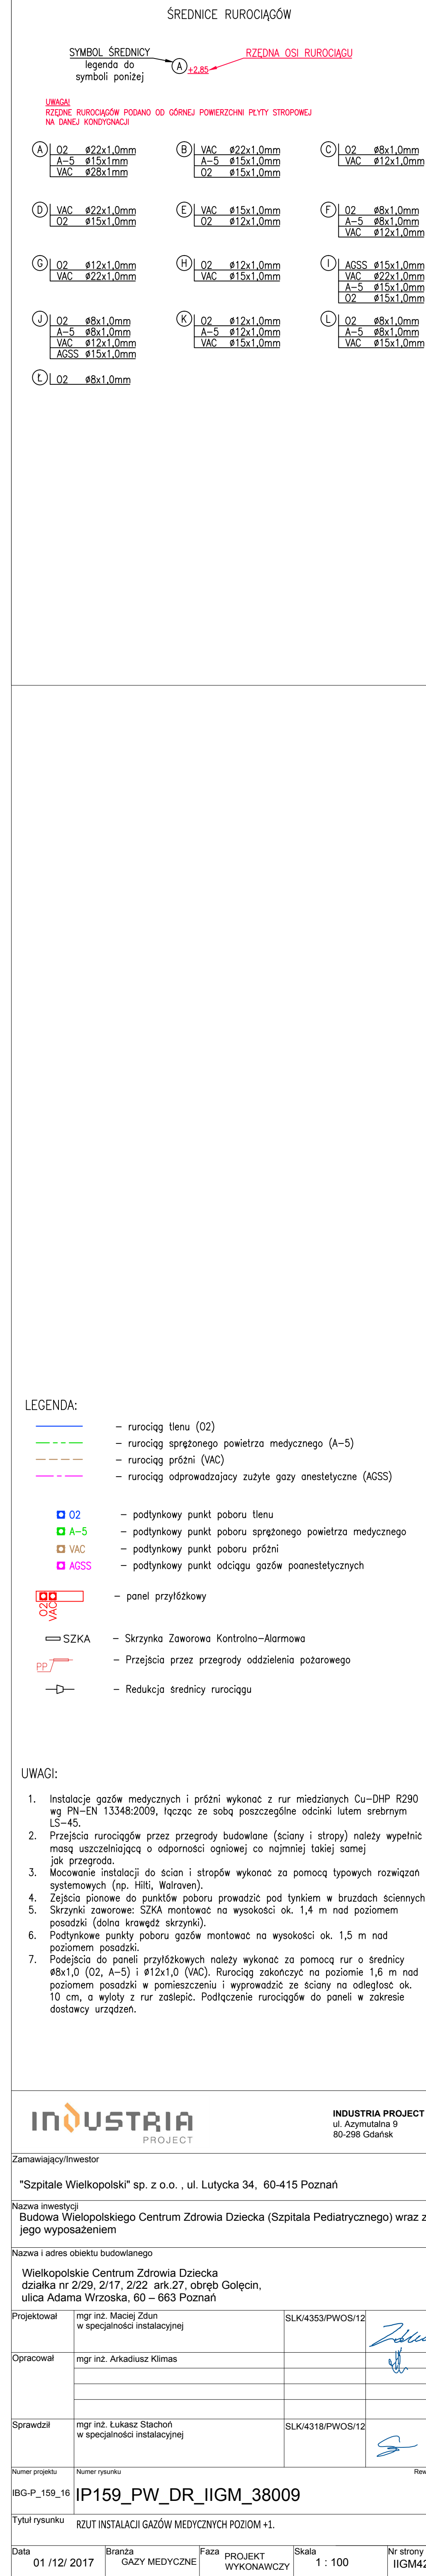 ŚREDNICE RUROCIĄGÓW
SYMBOL ŚREDNICY
legenda do
symboli poniżej
A
+2,85
RZĘDNA OSI RUROCIĄGU
UWAGA!
RZĘDNE RUROCIĄGÓW PODANO OD GÓRNEJ POWIERZCHNI PŁYTY STROPOWEJ
NA DANEJ KONDYGNACJI
A
O2 ø22x1,0mm
A-5 ø15x1mm
VAC ø28x1mm
B
VAC ø22x1,0mm
A-5 ø15x1,0mm
O2 ø15x1,0mm
C
O2 ø8x1,0mm
VAC ø12x1,0mm
D
VAC ø22x1,0mm
O2 ø15x1,0mm
E
VAC ø15x1,0mm
O2 ø12x1,0mm
F
O2 ø8x1,0mm
A-5 ø8x1,0mm
VAC ø12x1,0mm
G
O2 ø12x1,0mm
VAC ø22x1,0mm
H
O2 ø12x1,0mm
VAC ø15x1,0mm
I
AGSS ø15x1,0mm
VAC ø22x1,0mm
A-5 ø15x1,0mm
O2 ø15x1,0mm
J
O2 ø8x1,0mm
A-5 ø8x1,0mm
VAC ø12x1,0mm
AGSS ø15x1,0mm
K
O2 ø12x1,0mm
A-5 ø12x1,0mm
VAC ø15x1,0mm
L
O2 ø8x1,0mm
A-5 ø8x1,0mm
VAC ø15x1,0mm
Ł
O2 ø8x1,0mm
LEGENDA:
– rurociąg tlenu (O2)
– rurociąg sprężonego powietrza medycznego (A-5)
– rurociąg próżni (VAC)
– rurociąg odprowadzajacy zużyte gazy anestetyczne (AGSS)
O2 – podtynkowy punkt poboru tlenu
A-5 – podtynkowy punkt poboru sprężonego powietrza medycznego
VAC – podtynkowy punkt poboru próżni
AGSS – podtynkowy punkt odciągu gazów poanestetycznych
O2
VAC
– panel przyłóżkowy
SZKA – Skrzynka Zaworowa Kontrolno-Alarmowa
PP – Przejścia przez przegrody oddzielenia pożarowego
– Redukcja średnicy rurociągu
UWAGI:
1. Instalacje gazów medycznych i próżni wykonać z rur miedzianych Cu-DHP R290
wg PN-EN 13348:2009, łącząc ze sobą poszczególne odcinki lutem srebrnym
LS-45.
2. Przejścia rurociągów przez przegrody budowlane (ściany i stropy) należy wypełnić
masą uszczelniającą o odporności ogniowej co najmniej takiej samej
jak przegroda.
3. Mocowanie instalacji do ścian i stropów wykonać za pomocą typowych rozwiązań
systemowych (np. Hilti, Walraven).
4. Zejścia pionowe do punktów poboru prowadzić pod tynkiem w bruzdach ściennych
5. Skrzynki zaworowe: SZKA montować na wysokości ok. 1,4 m nad poziomem
posadzki (dolna krawędź skrzynki).
6. Podtynkowe punkty poboru gazów montować na wysokości ok. 1,5 m nad
poziomem posadzki.
7. Podejścia do paneli przyłóżkowych należy wykonać za pomocą rur o średnicy
ø8x1,0 (O2, A-5) i ø12x1,0 (VAC). Rurociąg zakończyć na poziomie 1,6 m nad
poziomem posadzki w pomieszczeniu i wyprowadzić ze ściany na odległość ok.
10 cm, a wyloty z rur zaślepić. Podłączenie rurociągów do paneli w zakresie
dostawcy urządzeń.
INDUSTRIA
PROJECT
INDUSTRIA PROJECT
ul. Azymutalna 9
80-298 Gdańsk
Zamawiający/Inwestor
"Szpitale Wielkopolski" sp. z o.o. , ul. Lutycka 34, 60-415 Poznań
Nazwa inwestycji
Budowa Wielopolskiego Centrum Zdrowia Dziecka (Szpitala Pediatrycznego) wraz z
jego wyposażeniem
Nazwa i adres obiektu budowlanego
Wielkopolskie Centrum Zdrowia Dziecka
działka nr 2/29, 2/17, 2/22 ark.27, obręb Golęcin,
ulica Adama Wrzoska, 60 – 663 Poznań
Projektował
mgr inż. Maciej Zdun
w specjalności instalacyjnej
SLK/4353/PWOS/12
Opracował
mgr inż. Arkadiusz Klimas
Sprawdził
mgr inż. Łukasz Stachoń
w specjalności instalacyjnej
SLK/4318/PWOS/12
Numer projektu
IBG-P_159_16
Numer rysunku
Rew
IP159_PW_DR_IIGM_38009
Tytuł rysunku
RZUT INSTALACJI GAZÓW MEDYCZNYCH POZIOM +1.
Data
01 /12/ 2017
Branża
GAZY MEDYCZNE
Faza
PROJEKT
WYKONAWCZY
Skala
1 : 100
Nr strony
IIGM42